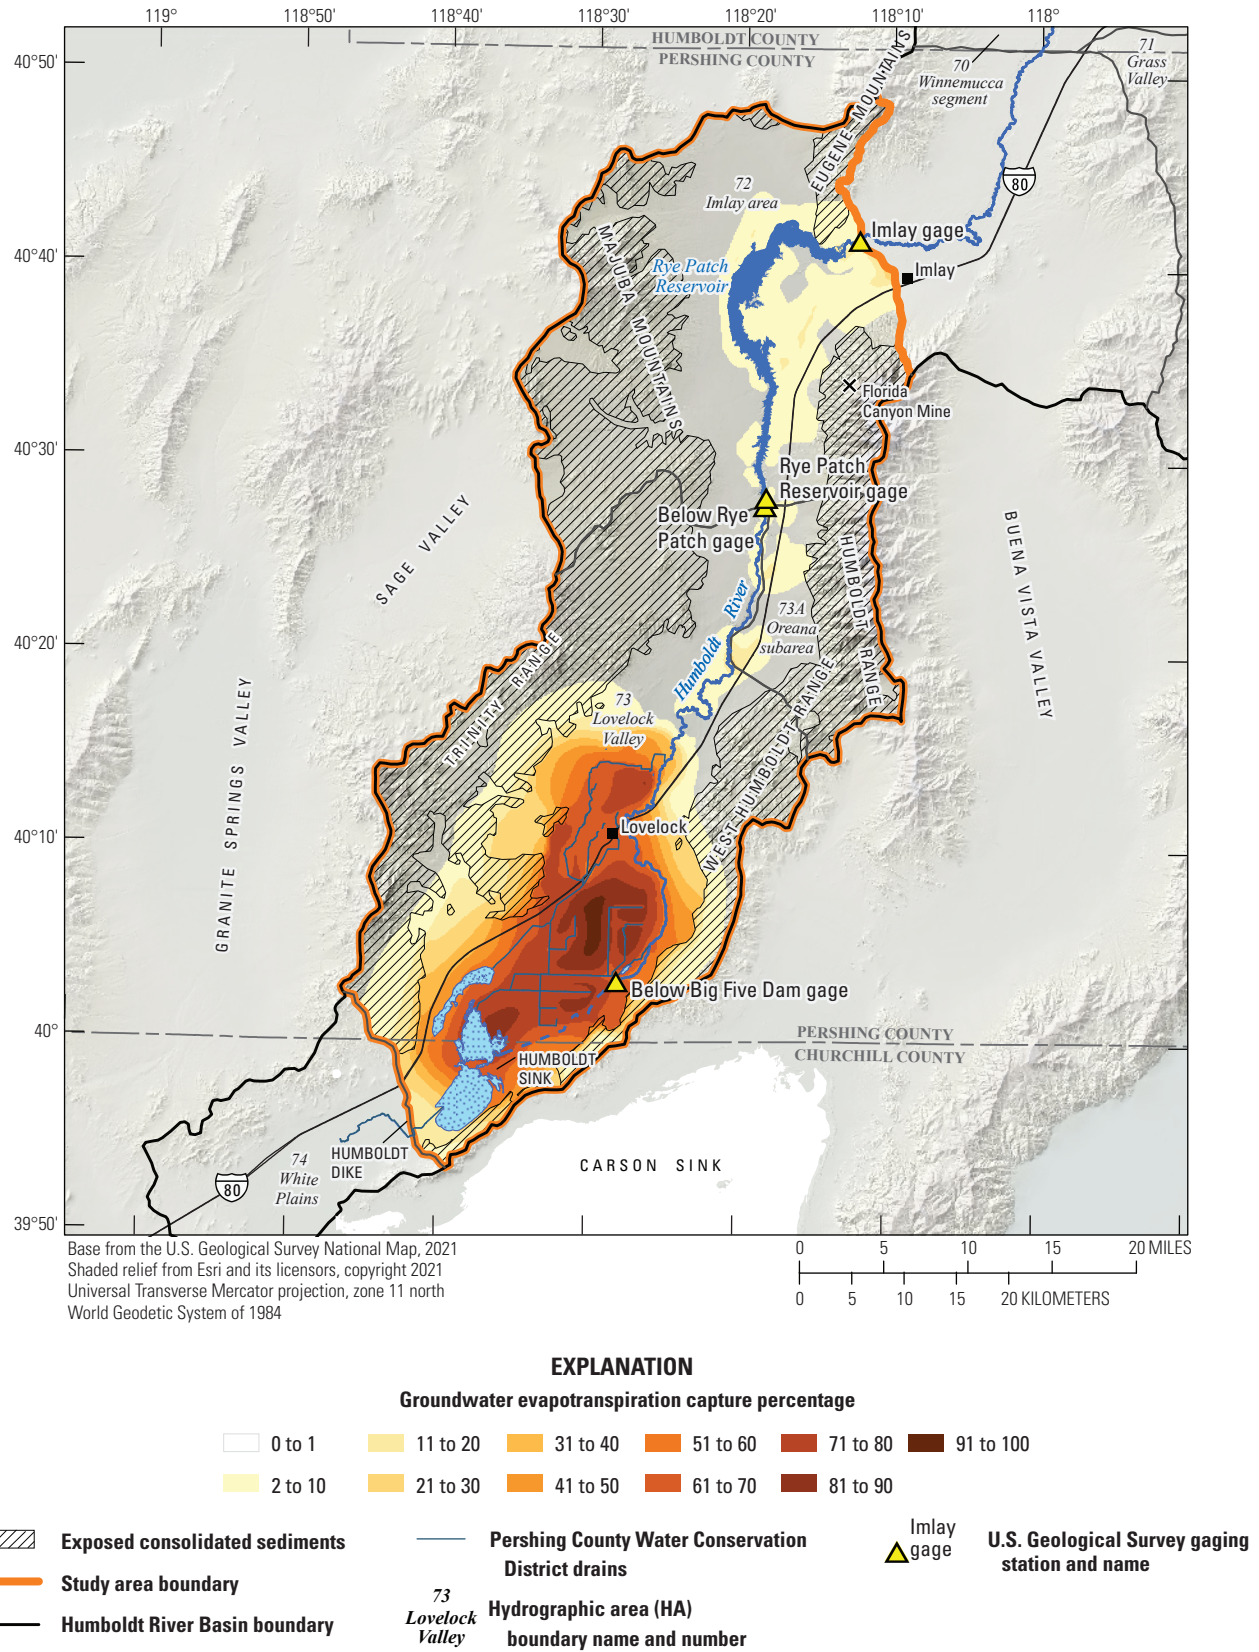 119°
118°50'
118°40'
118°30'
118°20'
118°10'
118°
40°50'
40°40'
40°30'
40°20'
40°10'
40°
39°50'
HUMBOLDT COUNTY
PERSHING COUNTY
70
Winnemucca
segment
71
Grass
Valley
EUGENE MOUNTAINS
80
72
Imlay area
Imlay gage
Imlay
MAJUBA MOUNTAINS
Rye Patch
Reservoir
Florida
Canyon Mine
Rye Patch
Reservoir gage
Below Rye
Patch gage
SAGE VALLEY
BUENA VISTA VALLEY
HUMBOLDT RANGE
Humboldt River
73A
Oreana
subarea
TRINITY RANGE
73
Lovelock
Valley
WEST HUMBOLDT RANGE
GRANITE SPRINGS VALLEY
Lovelock
Below Big Five Dam gage
PERSHING COUNTY
CHURCHILL COUNTY
HUMBOLDT
SINK
HUMBOLDT
DIKE
74
White
Plains
80
CARSON SINK
Base from the U.S. Geological Survey National Map, 2021
Shaded relief from Esri and its licensors, copyright 2021
Universal Transverse Mercator projection, zone 11 north
World Geodetic System of 1984
0 5 10 15 20 MILES
0 5 10 15 20 KILOMETERS
EXPLANATION
Groundwater evapotranspiration capture percentage
0 to 1
11 to 20
31 to 40
51 to 60
71 to 80
91 to 100
2 to 10
21 to 30
41 to 50
61 to 70
81 to 90
Exposed consolidated sediments
Study area boundary
Humboldt River Basin boundary
Pershing County Water Conservation
District drains
73
Lovelock
Valley
Hydrographic area (HA)
boundary name and number
Imlay
gage
U.S. Geological Survey gaging
station and name